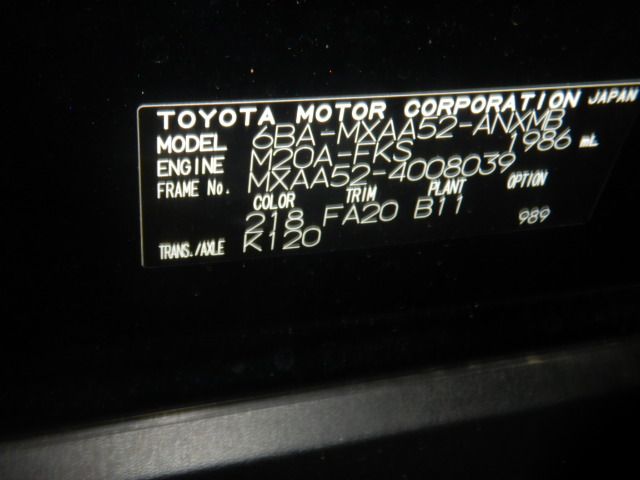 TOYOTA MOTOR CORPORATION JAPAN
MODEL 6BA-MXAA52-ANXMB
ENGINE M20A-FKS 1986 mL
FRAME No. MXAA52-4008039
COLOR TRIM PLANT OPTION
218 FA20 B11 989
TRANS./AXLE K120